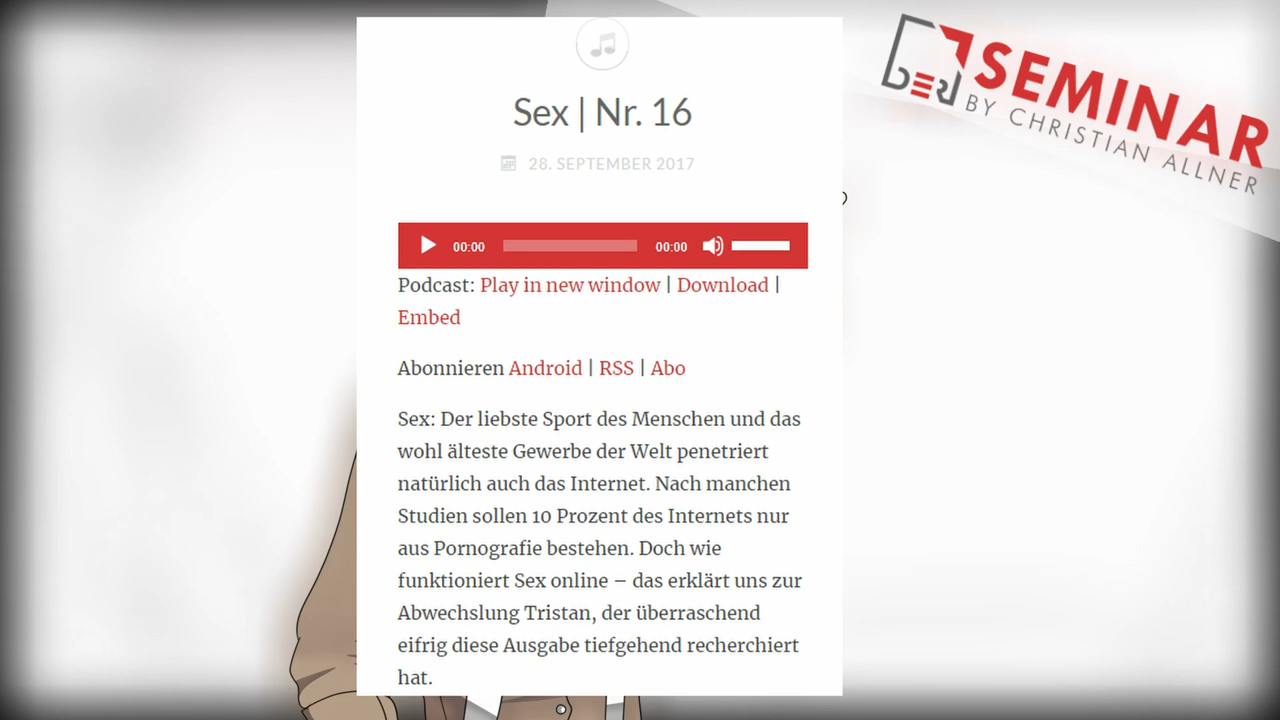 Sex | Nr. 16
28. SEPTEMBER 2017
00:00 00:00
Podcast: Play in new window | Download |
Embed
Abonnieren Android | RSS | Abo
Sex: Der liebste Sport des Menschen und das
wohl älteste Gewerbe der Welt penetriert
natürlich auch das Internet. Nach manchen
Studien sollen 10 Prozent des Internets nur
aus Pornografie bestehen. Doch wie
funktioniert Sex online – das erklärt uns zur
Abwechslung Tristan, der überraschend
eifrig diese Ausgabe tiefgehend recherchiert
hat.
DER SEMINAR
BY CHRISTIAN ALLNER